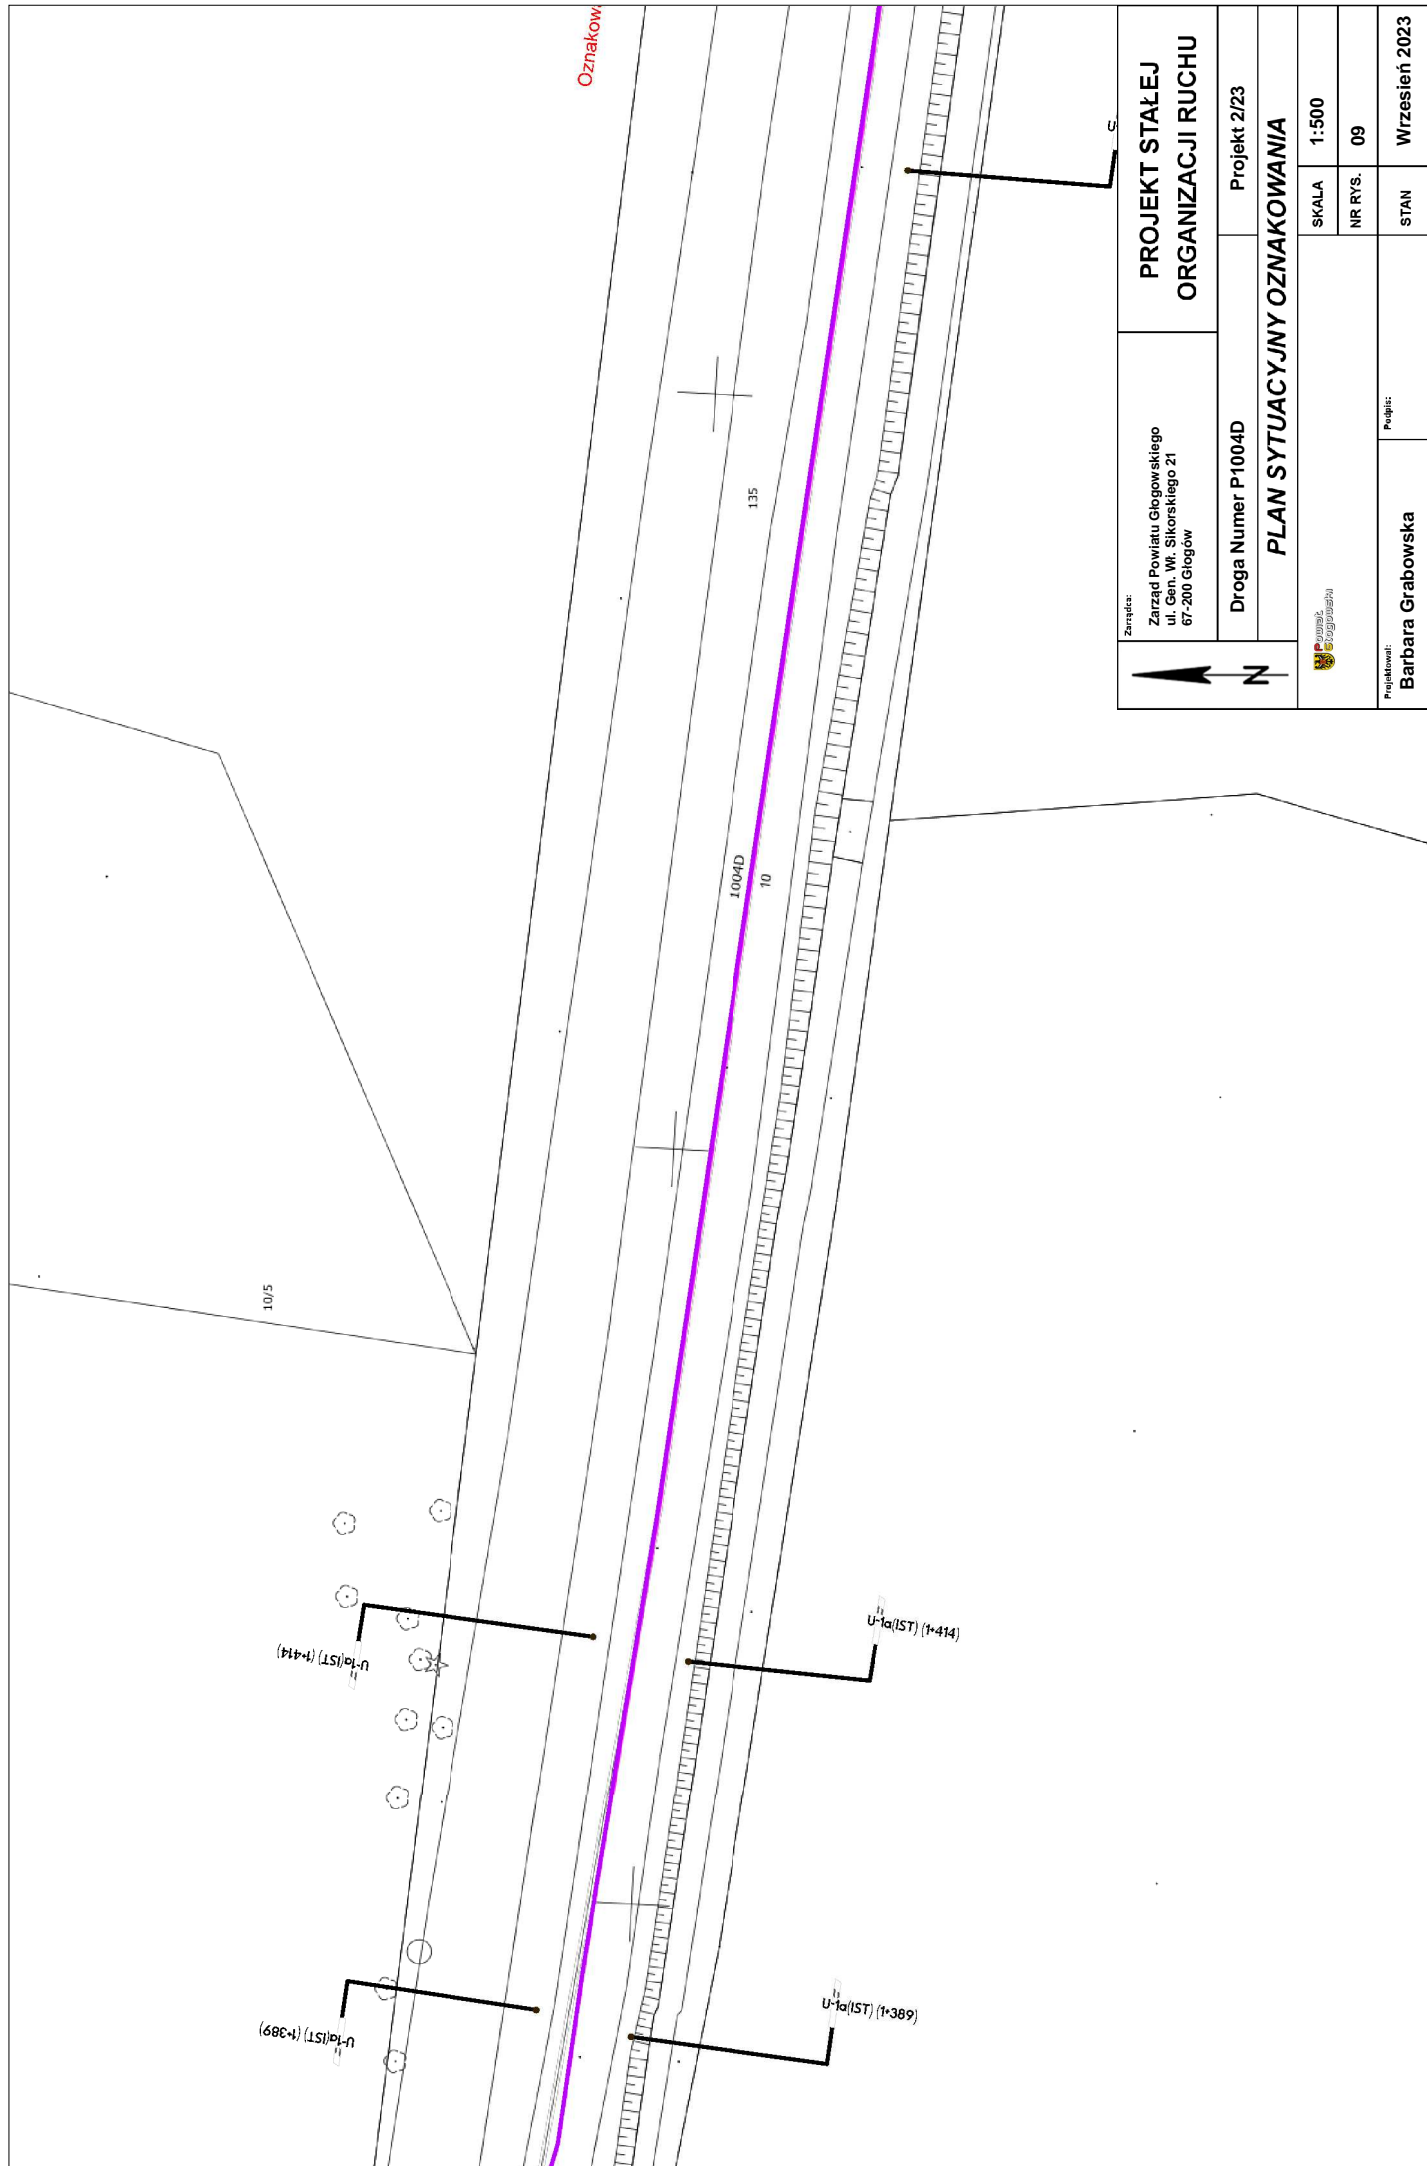 Oznakow
U-
135
1004D
10
10/5
U-1a(IST) (1+414)
U-1a(IST) (1+414)
U-1a(IST) (1+389)
U-1a(IST) (1+389)
Zarządca:
Zarząd Powiatu Głogowskiego
ul. Gen. Wł. Sikorskiego 21
67-200 Głogów
PROJEKT STAŁEJ
ORGANIZACJI RUCHU
N
Droga Numer P1004D
Projekt 2/23
PLAN SYTUACYJNY OZNAKOWANIA
Powiat
Głogowski
SKALA
1:500
NR RYS.
09
Projektował:
Barbara Grabowska
Podpis:
STAN
Wrzesień 2023